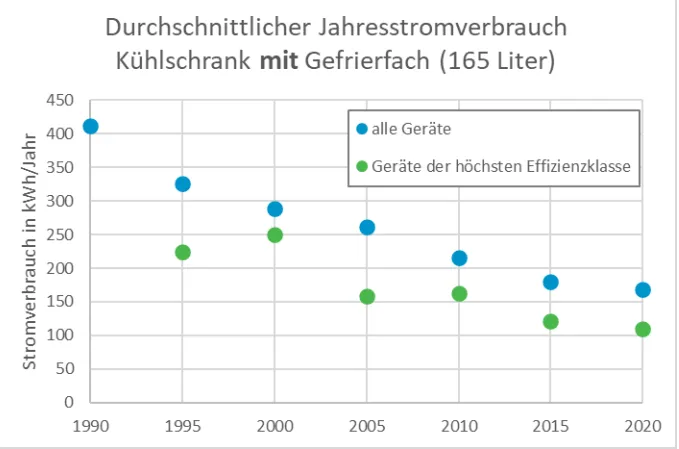 Durchschnittlicher Jahresstromverbrauch
Kühlschrank mit Gefrierfach (165 Liter)
Stromverbrauch in kWh/Jahr
450
400
350
300
250
200
150
100
50
0
alle Geräte
Geräte der höchsten Effizienzklasse
1990 1995 2000 2005 2010 2015 2020